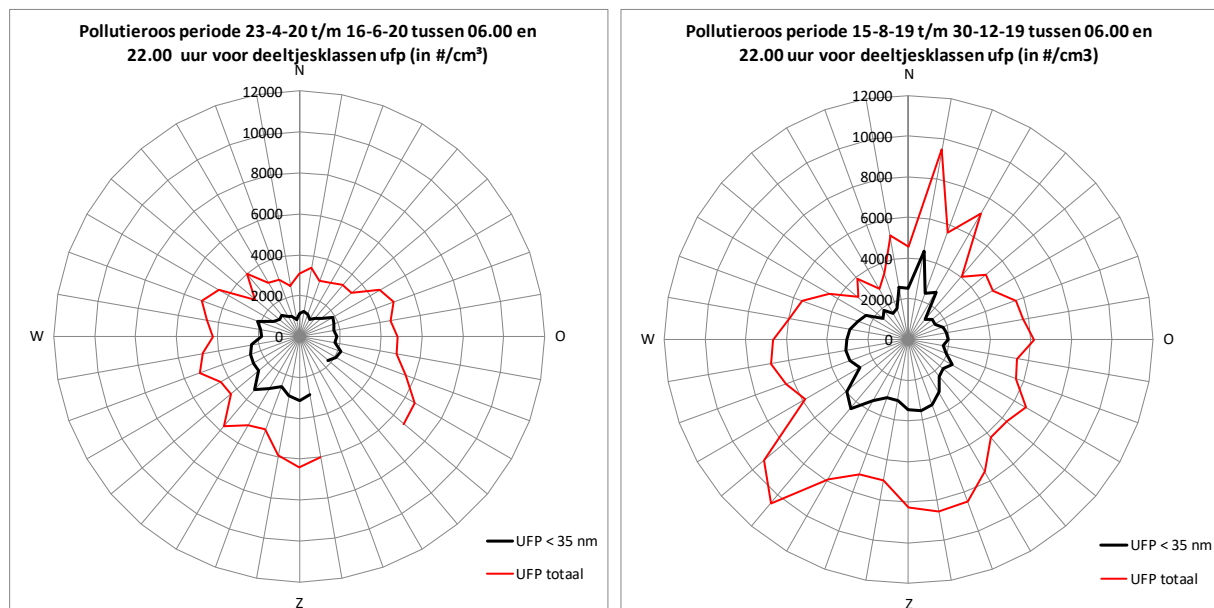 Pollutieroos periode 23-4-20 t/m 16-6-20 tussen 06.00 en
22.00 uur voor deeltjesklassen ufp (in #/cm³)
N
12000
10000
8000
6000
4000
2000
0
W
O
Z
UFP < 35 nm
UFP totaal
Pollutieroos periode 15-8-19 t/m 30-12-19 tussen 06.00 en
22.00 uur voor deeltjesklassen ufp (in #/cm3)
N
12000
10000
8000
6000
4000
2000
0
W
O
Z
UFP < 35 nm
UFP totaal